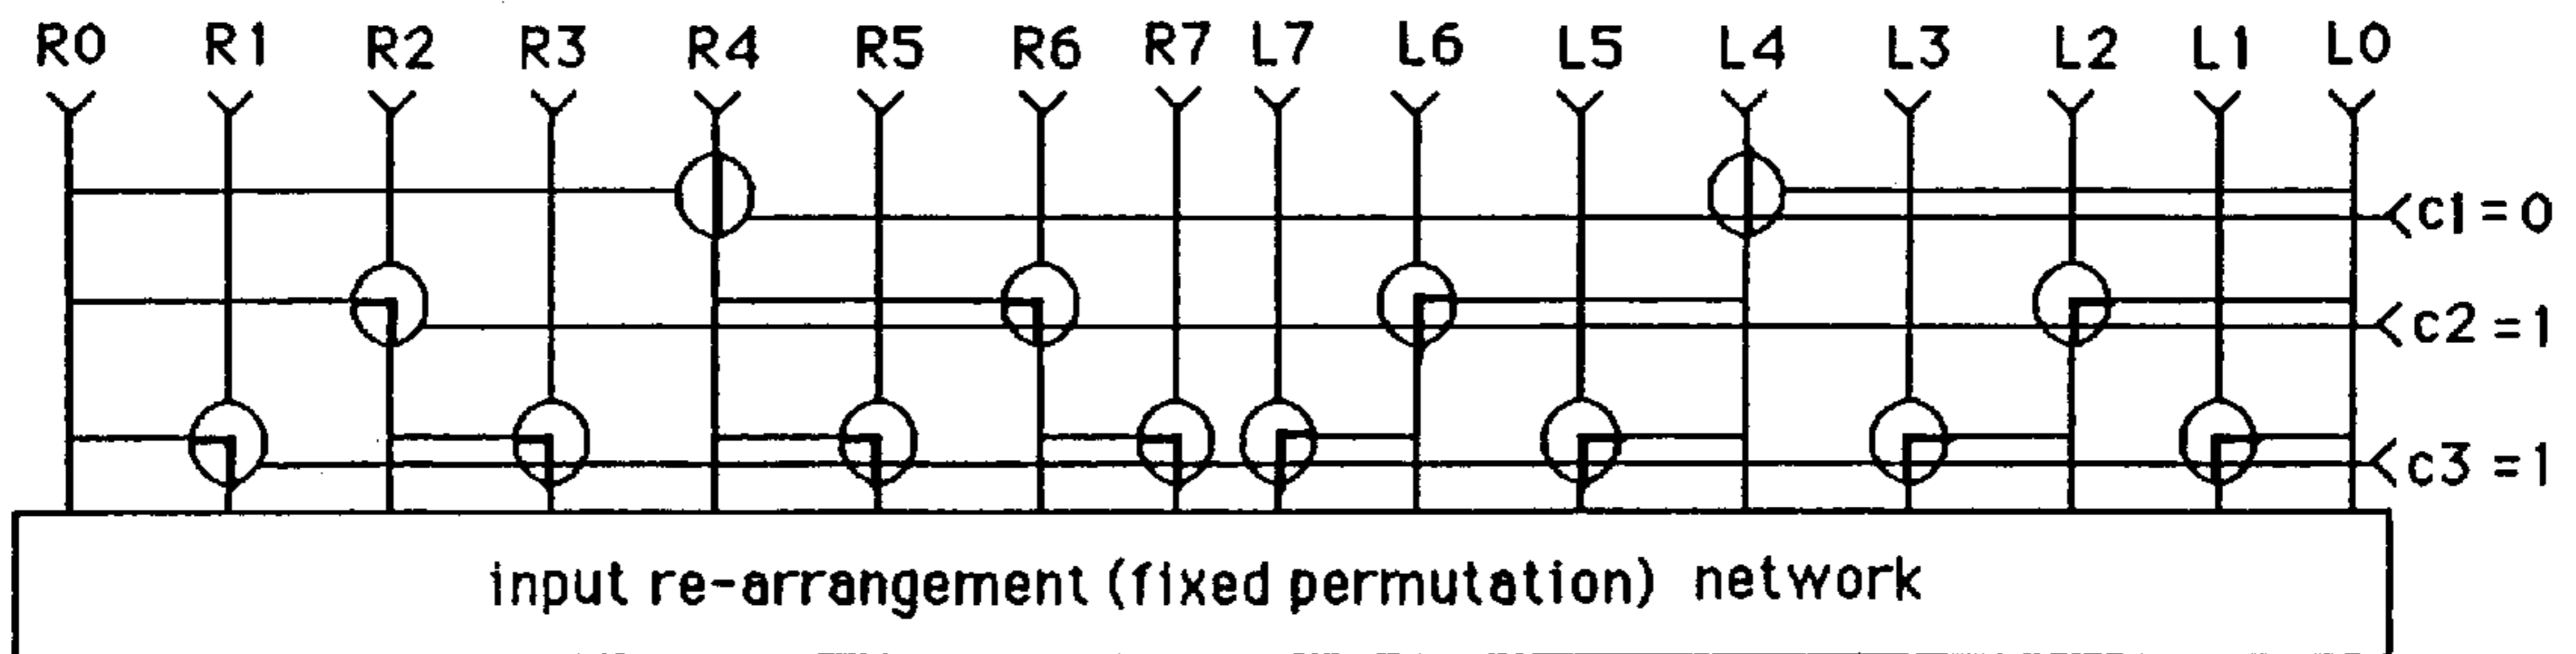 R0 R1 R2 R3 R4 R5 R6 R7 L7 L6 L5 L4 L3 L2 L1 L0
c1=0
c2=1
c3=1
input re-arrangement (fixed permutation) network